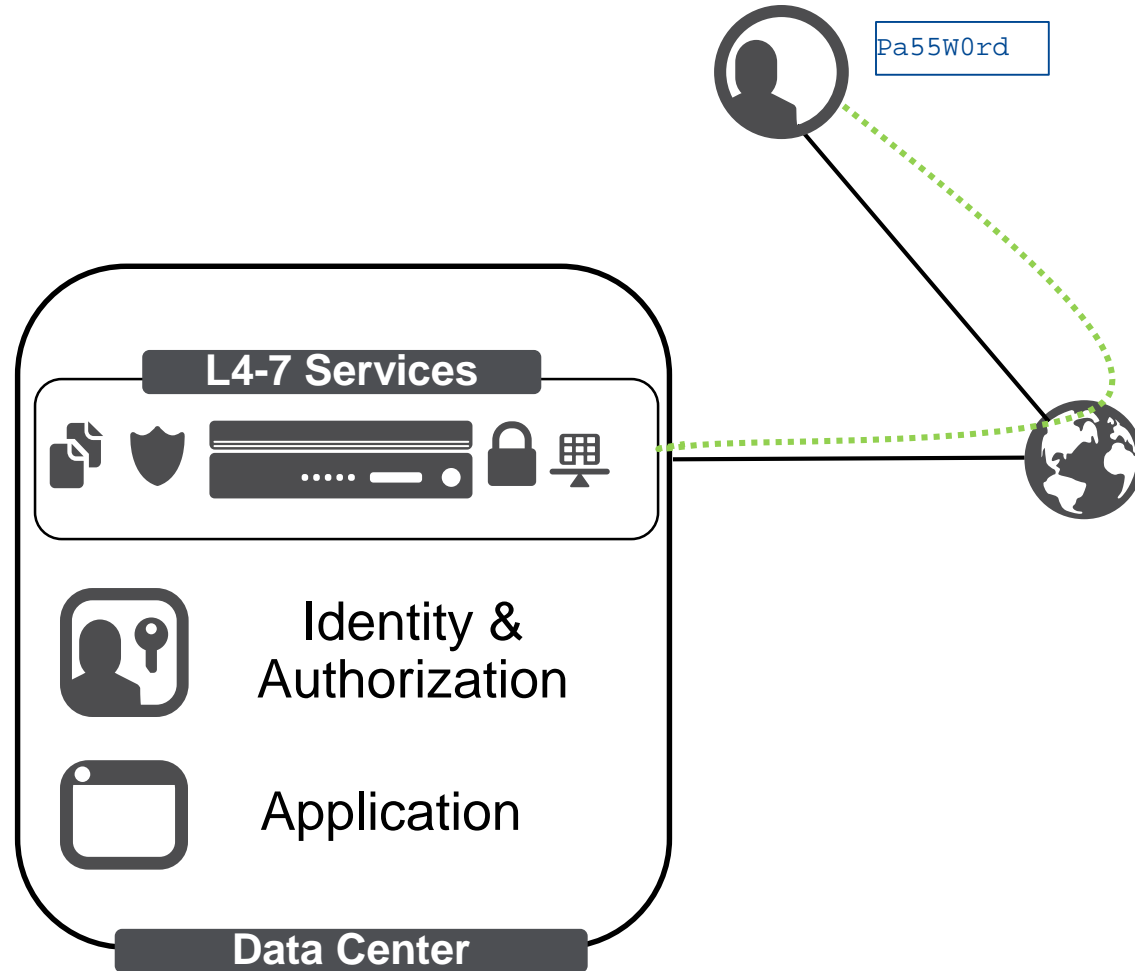 Pa55W0rd
L4-7 Services
Identity &
Authorization
Application
Data Center